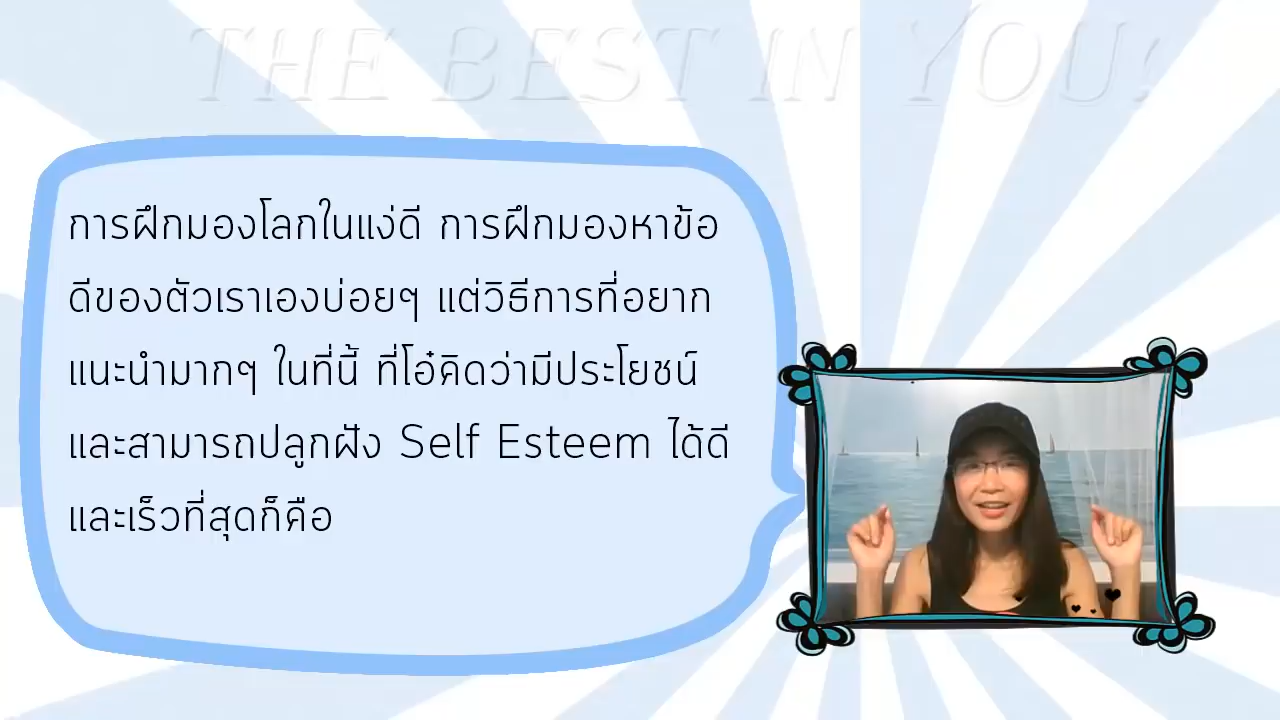 THE BEST IN YOU!
การฝึกมองโลกในแง่ดี การฝึกมองหาข้อ
ดีของตัวเราเองบ่อยๆ แต่วิธีการที่อยาก
แนะนำมากๆ ในที่นี้ ที่โอ๋คิดว่ามีประโยชน์
และสามารถปลูกฝัง Self Esteem ได้ดี
และเร็วที่สุดก็คือ